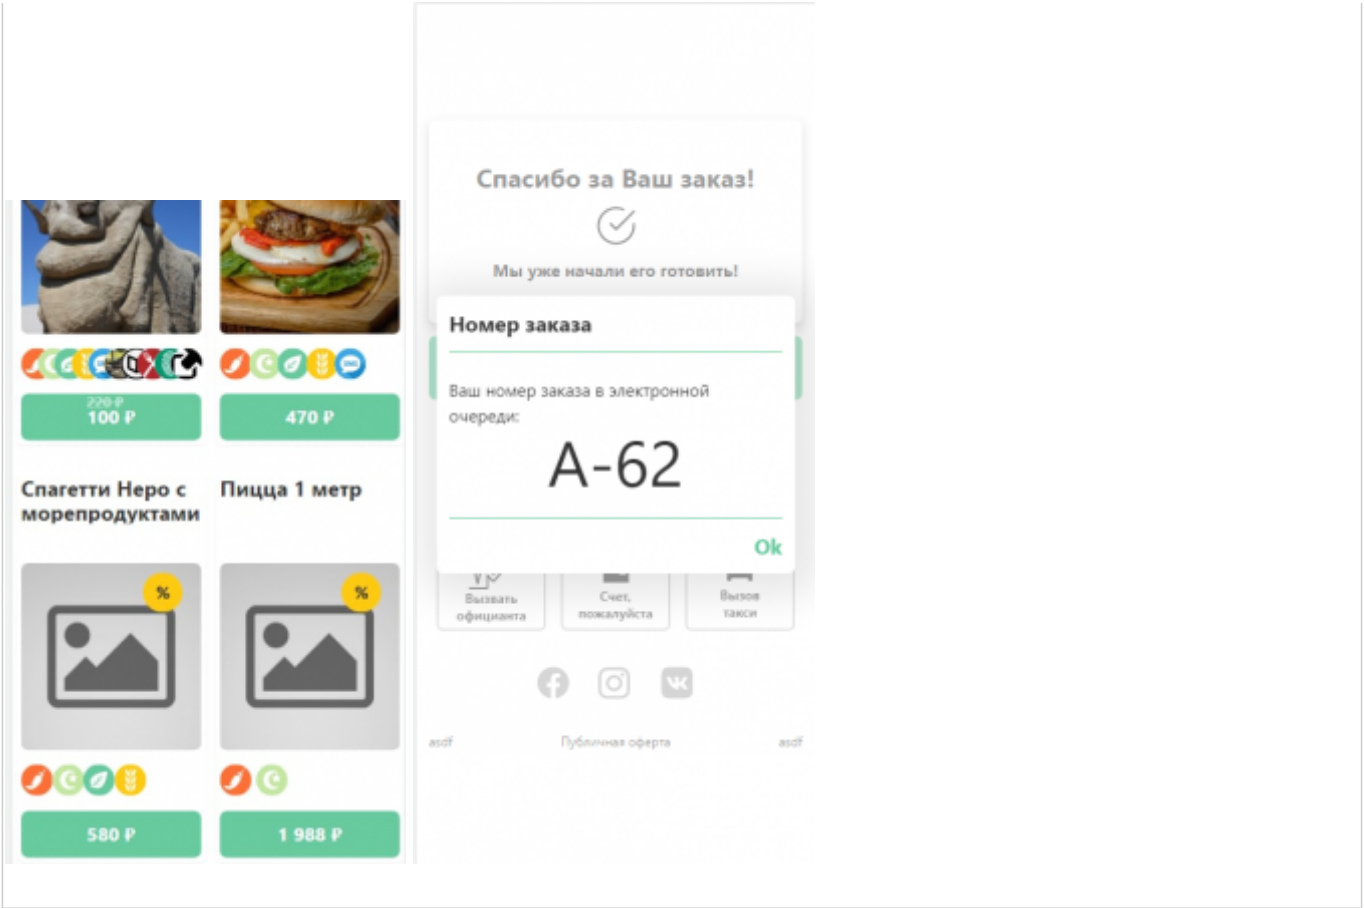 220 ₽
100 ₽
470 ₽
Спагетти Неро с
морепродуктами
Пицца 1 метр
%
%
580 ₽
1 988 ₽
Спасибо за Ваш заказ!
Мы уже начали его готовить!
Номер заказа
Ваш номер заказа в электронной
очереди:
A-62
Ok
Вызвать
официанта
Счет,
пожалуйста
Вызов
такси
asdf
Публичная оферта
asdf